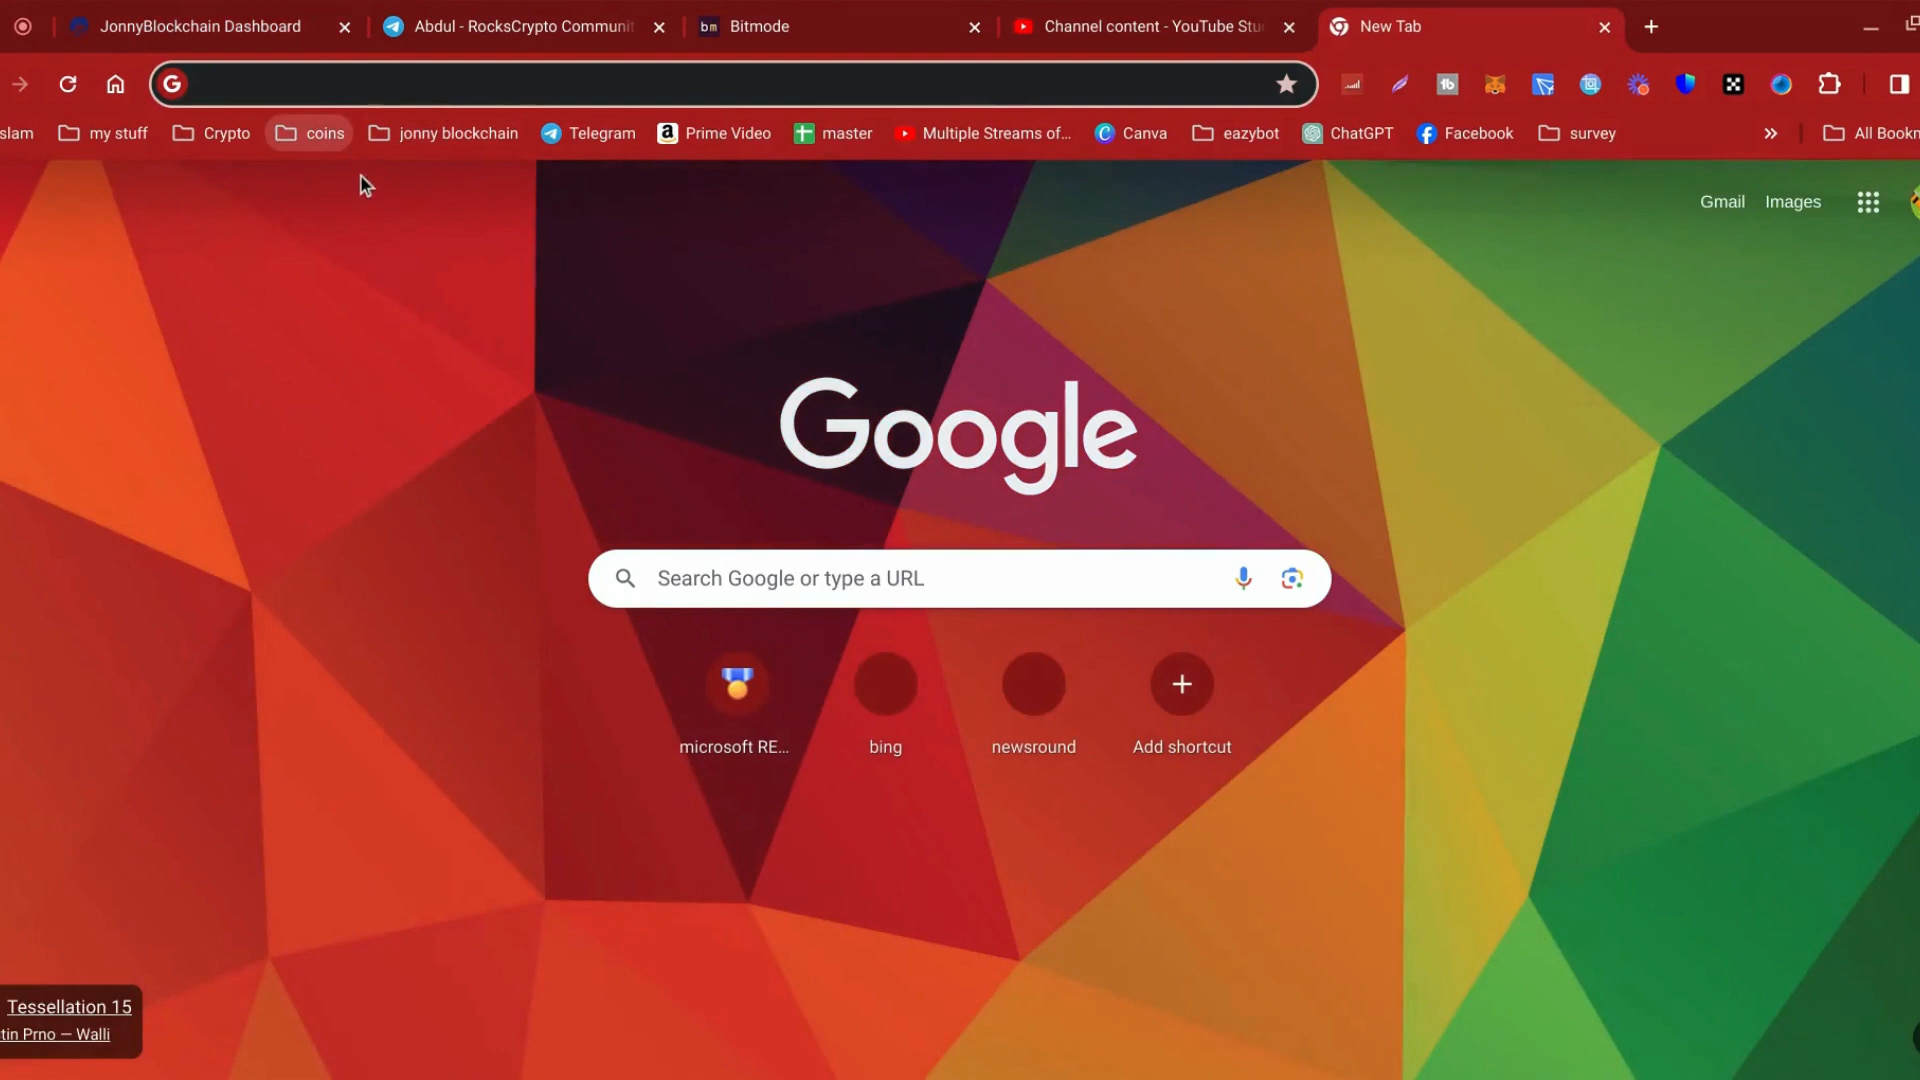 JonnyBlockchain Dashboard
Abdul - RocksCrypto Communit
bm Bitmode
Channel content - YouTube Stu
New Tab
slam
my stuff
Crypto
coins
jonny blockchain
Telegram
Prime Video
master
Multiple Streams of...
Canva
eazybot
ChatGPT
Facebook
survey
All Bookn
Gmail
Images
Google
Search Google or type a URL
microsoft RE...
bing
newsround
Add shortcut
Tessellation 15
tin Prno — Walli